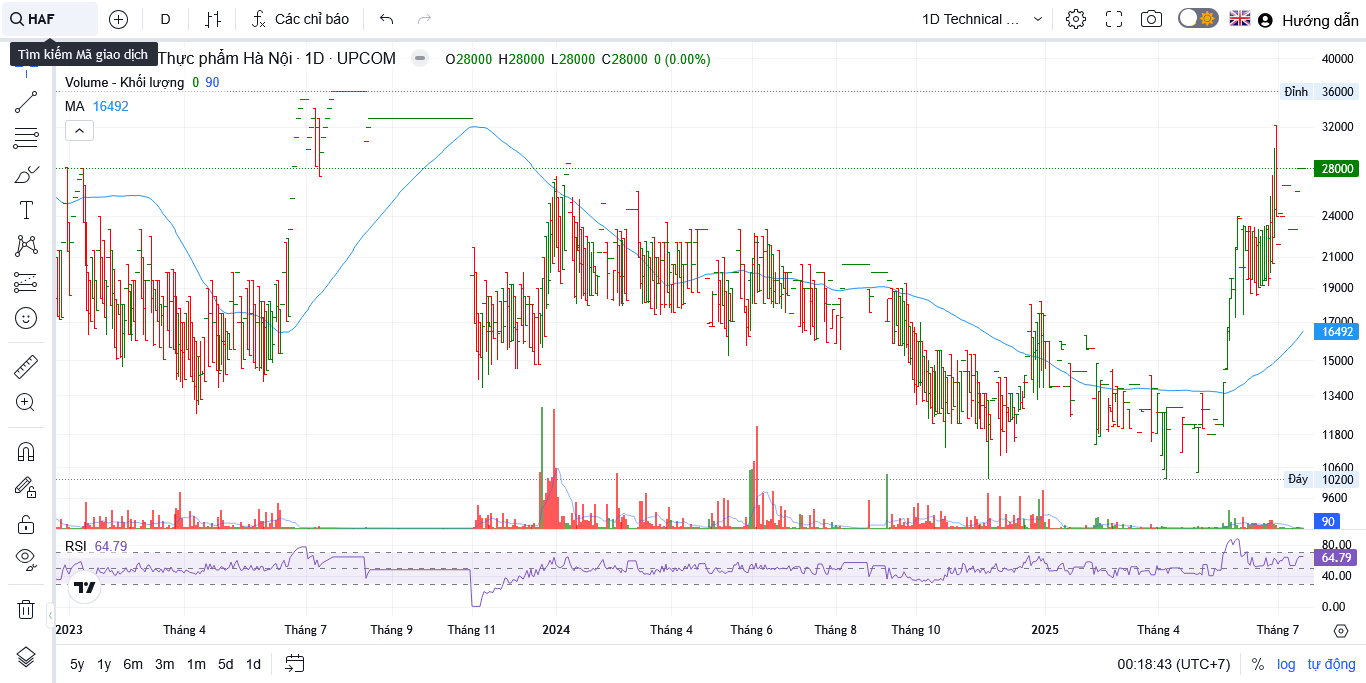 HAF
D
Các chỉ báo
1D Technical ...
Hướng dẫn
Tìm kiếm Mã giao dịch
Thực phẩm Hà Nội · 1D · UPCOM
O28000 H28000 L28000 C28000 0 (0.00%)
Volume - Khối lượng 0 90
MA 16492
40000
Đỉnh 36000
32000
28000
24000
21000
19000
17000
16492
15000
13400
11800
10600
Đáy 10200
9600
90
RSI 64.79
80.00
64.79
40.00
0.00
2023 Tháng 4 Tháng 7 Tháng 9 Tháng 11 2024 Tháng 4 Tháng 6 Tháng 8 Tháng 10 2025 Tháng 4 Tháng 7
5y 1y 6m 3m 1m 5d 1d
00:18:43 (UTC+7) % log tự động